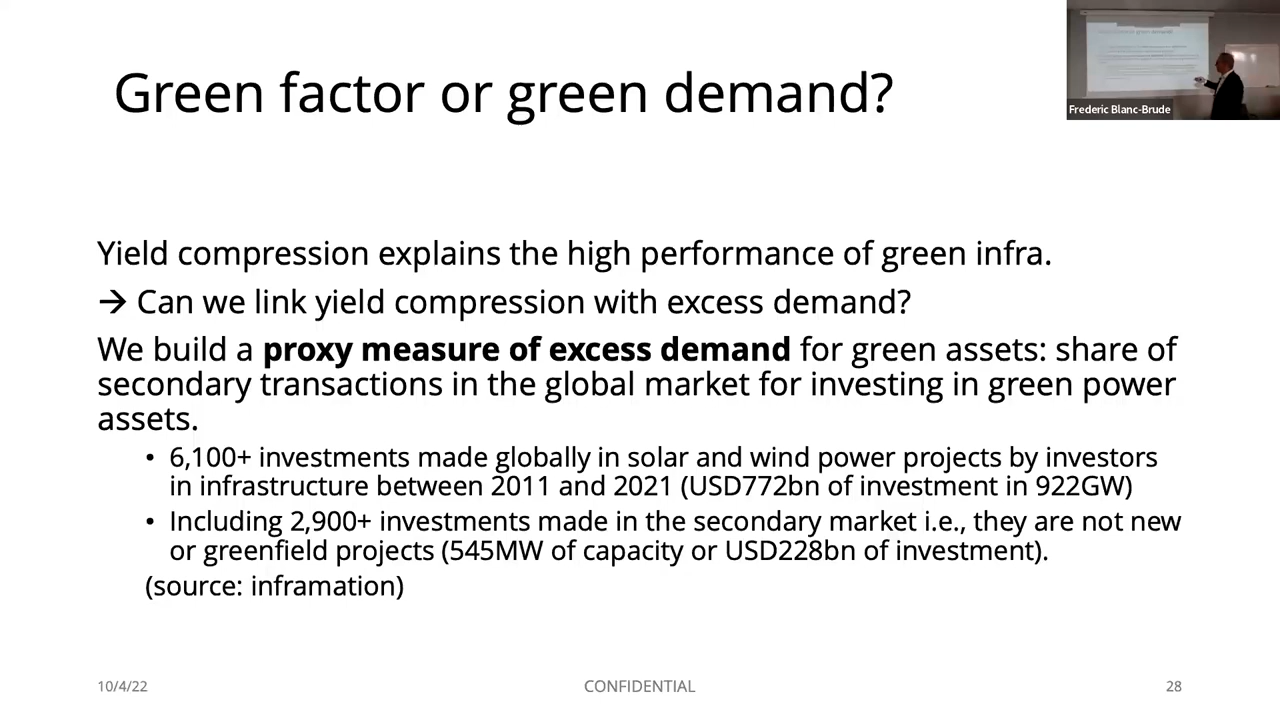 Green factor or green demand?
Frederic Blanc-Brude
Yield compression explains the high performance of green infra.
→ Can we link yield compression with excess demand?
We build a proxy measure of excess demand for green assets: share of
secondary transactions in the global market for investing in green power
assets.
• 6,100+ investments made globally in solar and wind power projects by investors
in infrastructure between 2011 and 2021 (USD772bn of investment in 922GW)
• Including 2,900+ investments made in the secondary market i.e., they are not new
or greenfield projects (545MW of capacity or USD228bn of investment).
(source: inframation)
10/4/22
CONFIDENTIAL
28